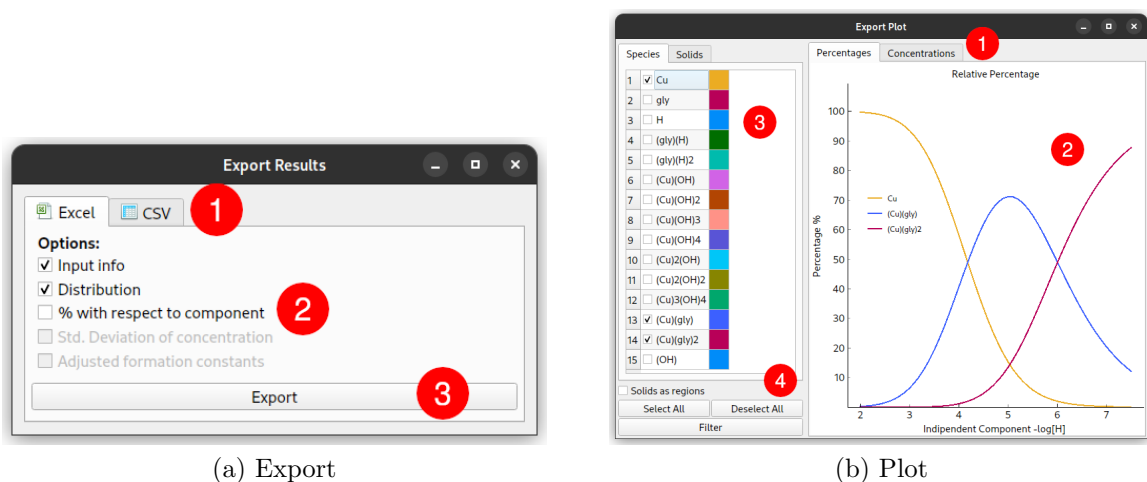 Export Results
Excel
CSV
1
Options:
Input info
Distribution
% with respect to component
2
Std. Deviation of concentration
Adjusted formation constants
Export
3
(a) Export
Export Plot
Species Solids
1 Cu
2 gly
3 H
4 (gly)(H)
5 (gly)(H)2
6 (Cu)(OH)
7 (Cu)(OH)2
8 (Cu)(OH)3
9 (Cu)(OH)4
10 (Cu)2(OH)
11 (Cu)2(OH)2
12 (Cu)3(OH)4
13 (Cu)(gly)
14 (Cu)(gly)2
15 (OH)
3
4
Solids as regions
Select All Deselect All
Filter
Percentages Concentrations
1
Relative Percentage
2
Percentage %
100
90
80
70
60
50
40
30
20
10
Cu
(Cu)(gly)
(Cu)(gly)2
2 3 4 5 6 7
Indipendent Component -log[H]
(b) Plot